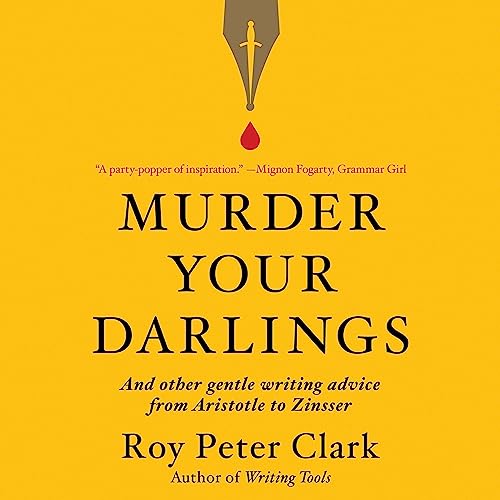 “A party-popper of inspiration.” —Mignon Fogarty, Grammar Girl
MURDER
YOUR
DARLINGS
And other gentle writing advice
from Aristotle to Zinsser
Roy Peter Clark
Author of Writing Tools